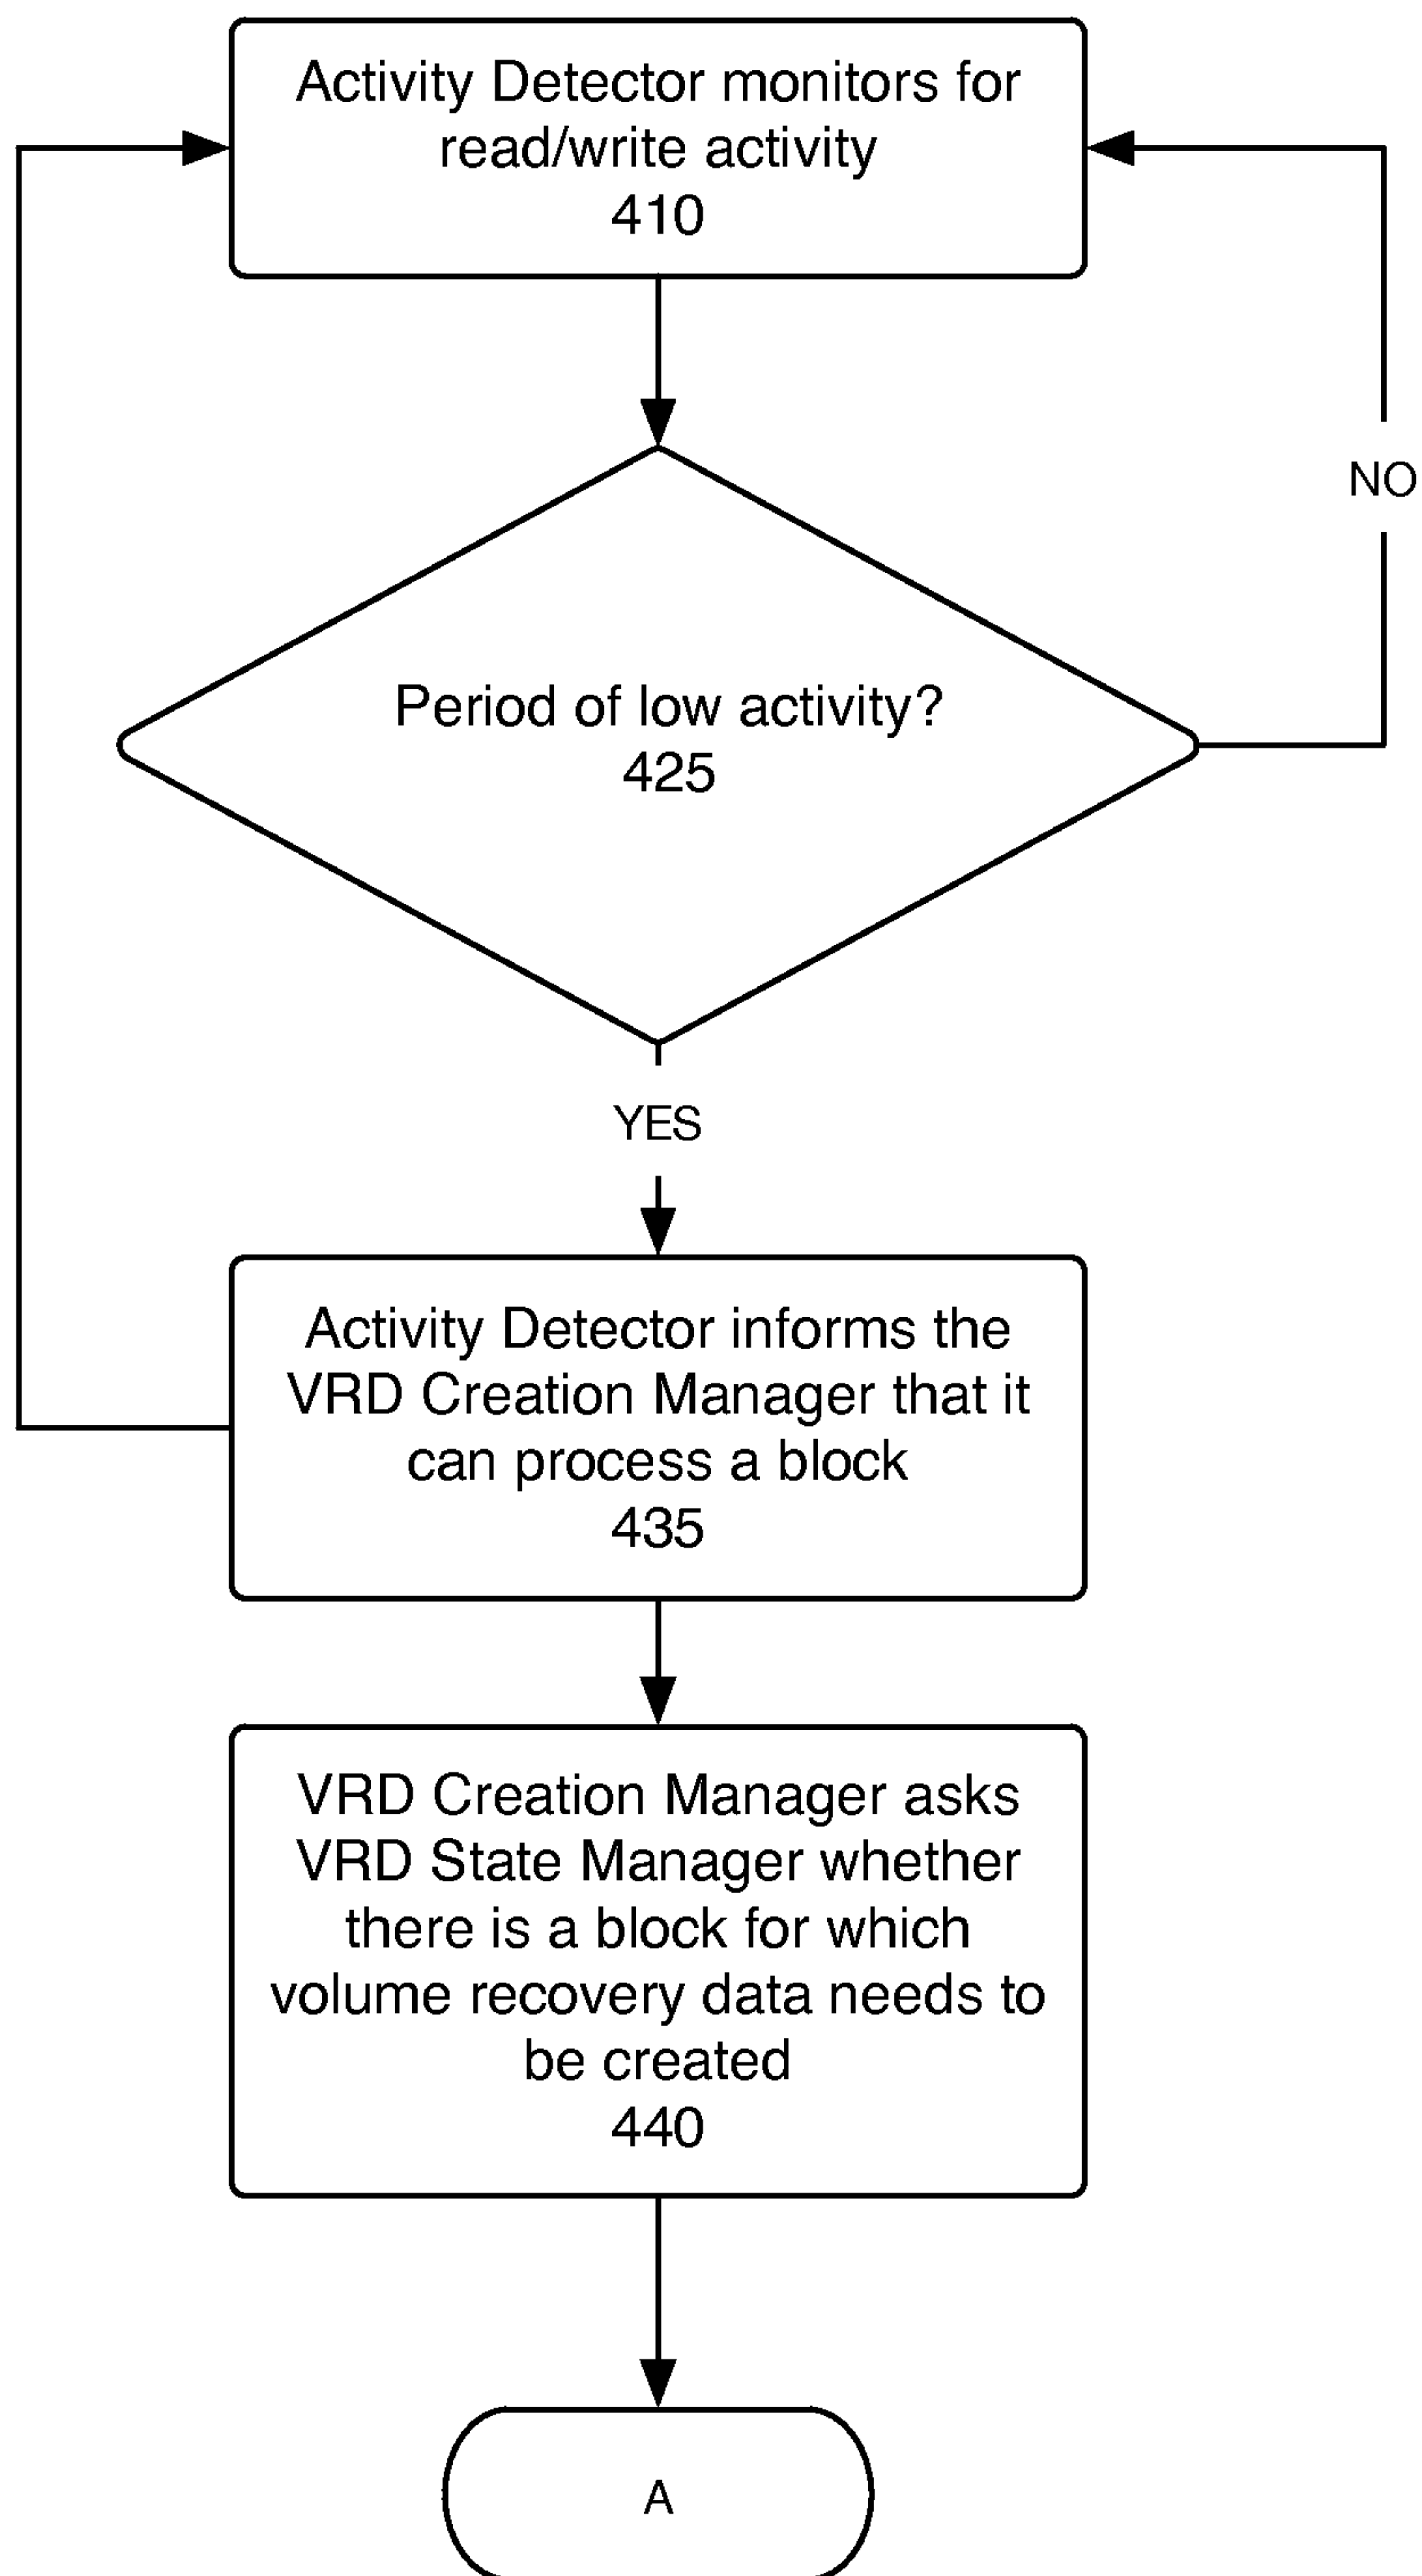 Activity Detector monitors for
read/write activity
410
Period of low activity?
425
NO
YES
Activity Detector informs the
VRD Creation Manager that it
can process a block
435
VRD Creation Manager asks
VRD State Manager whether
there is a block for which
volume recovery data needs to
be created
440
A